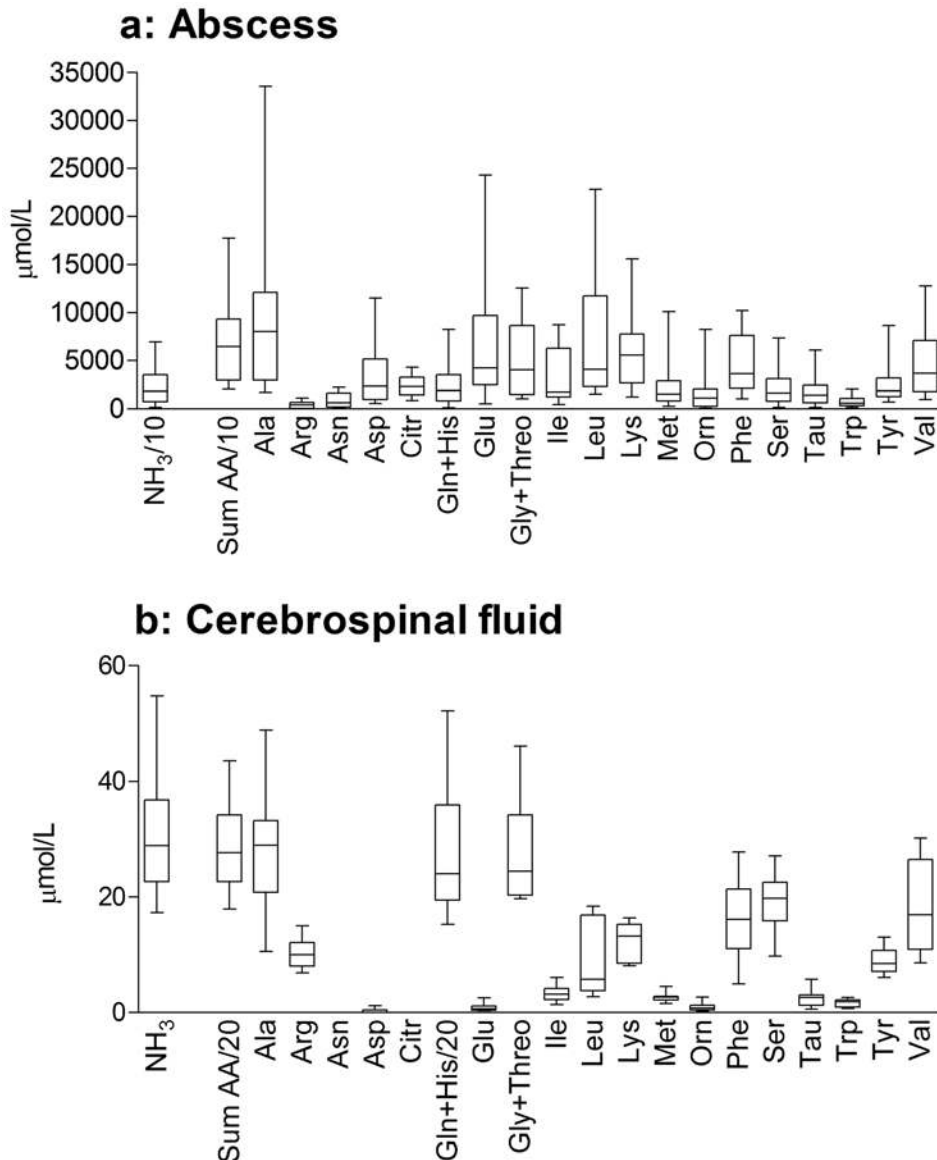 a: Abscess
35000
30000
25000
20000
15000
10000
5000
0
μmol/L
NH₃/10
Sum AA/10
Ala
Arg
Asn
Asp
Citr
Gln+His
Glu
Gly+Threo
Ile
Leu
Lys
Met
Orn
Phe
Ser
Tau
Trp
Tyr
Val
b: Cerebrospinal fluid
60
40
20
0
μmol/L
NH₃
Sum AA/20
Ala
Arg
Asn
Asp
Citr
Gln+His/20
Glu
Gly+Threo
Ile
Leu
Lys
Met
Orn
Phe
Ser
Tau
Trp
Tyr
Val